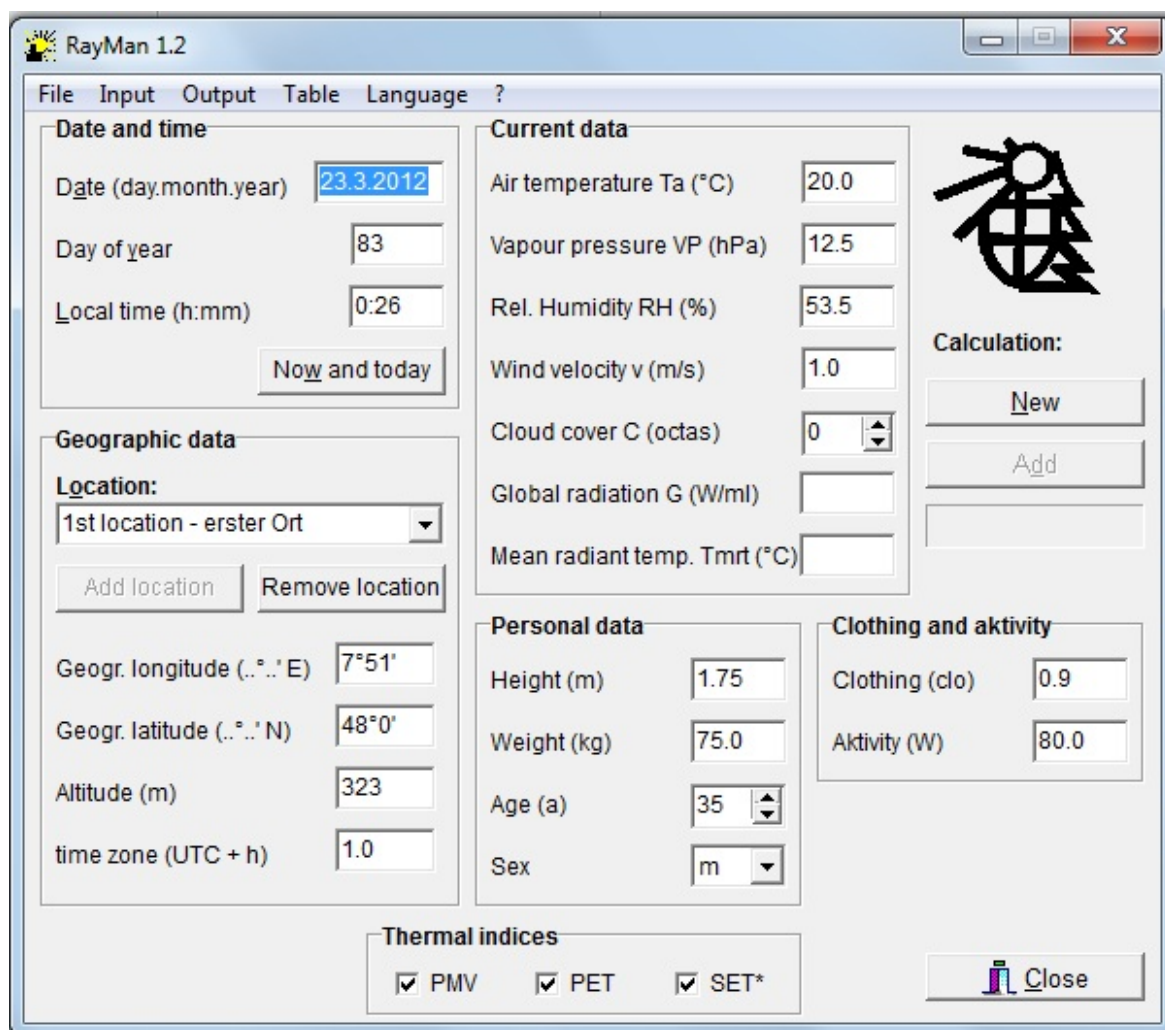 RayMan 1.2
File Input Output Table Language ?
Date and time
Date (day.month.year) 23.3.2012
Day of year 83
Local time (h:mm) 0:26
Now and today
Geographic data
Location:
1st location - erster Ort
Add location Remove location
Geogr. longitude (..°..' E) 7°51'
Geogr. latitude (..°..' N) 48°0'
Altitude (m) 323
time zone (UTC + h) 1.0
Current data
Air temperature Ta (°C) 20.0
Vapour pressure VP (hPa) 12.5
Rel. Humidity RH (%) 53.5
Wind velocity v (m/s) 1.0
Cloud cover C (octas) 0
Global radiation G (W/ml)
Mean radiant temp. Tmrt (°C)
Calculation:
New
Add
Personal data
Height (m) 1.75
Weight (kg) 75.0
Age (a) 35
Sex m
Clothing and aktivity
Clothing (clo) 0.9
Aktivity (W) 80.0
Thermal indices
PMV PET SET*
Close